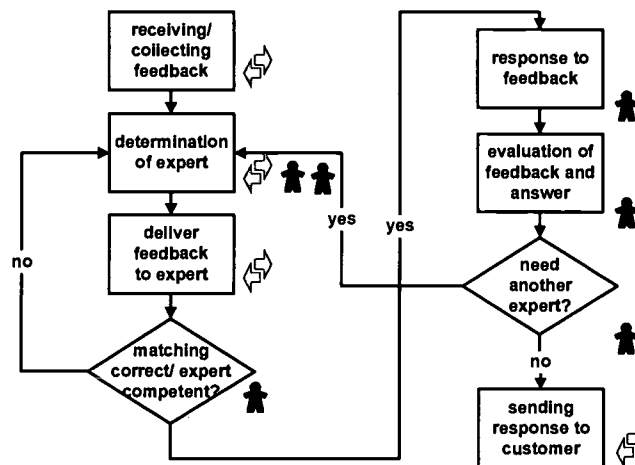 receiving/
collecting
feedback
determination
of expert
deliver
feedback
to expert
no
matching
correct/ expert
competent?
yes
yes
response to
feedback
evaluation of
feedback and
answer
need
another
expert?
no
sending
response to
customer